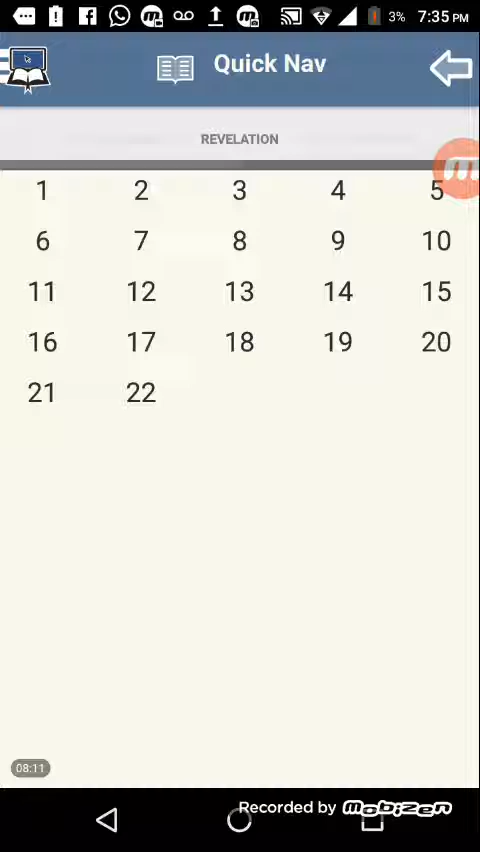 3% 7:35 PM
Quick Nav
REVELATION
1 2 3 4 5
6 7 8 9 10
11 12 13 14 15
16 17 18 19 20
21 22
08:11
Recorded by mobizen